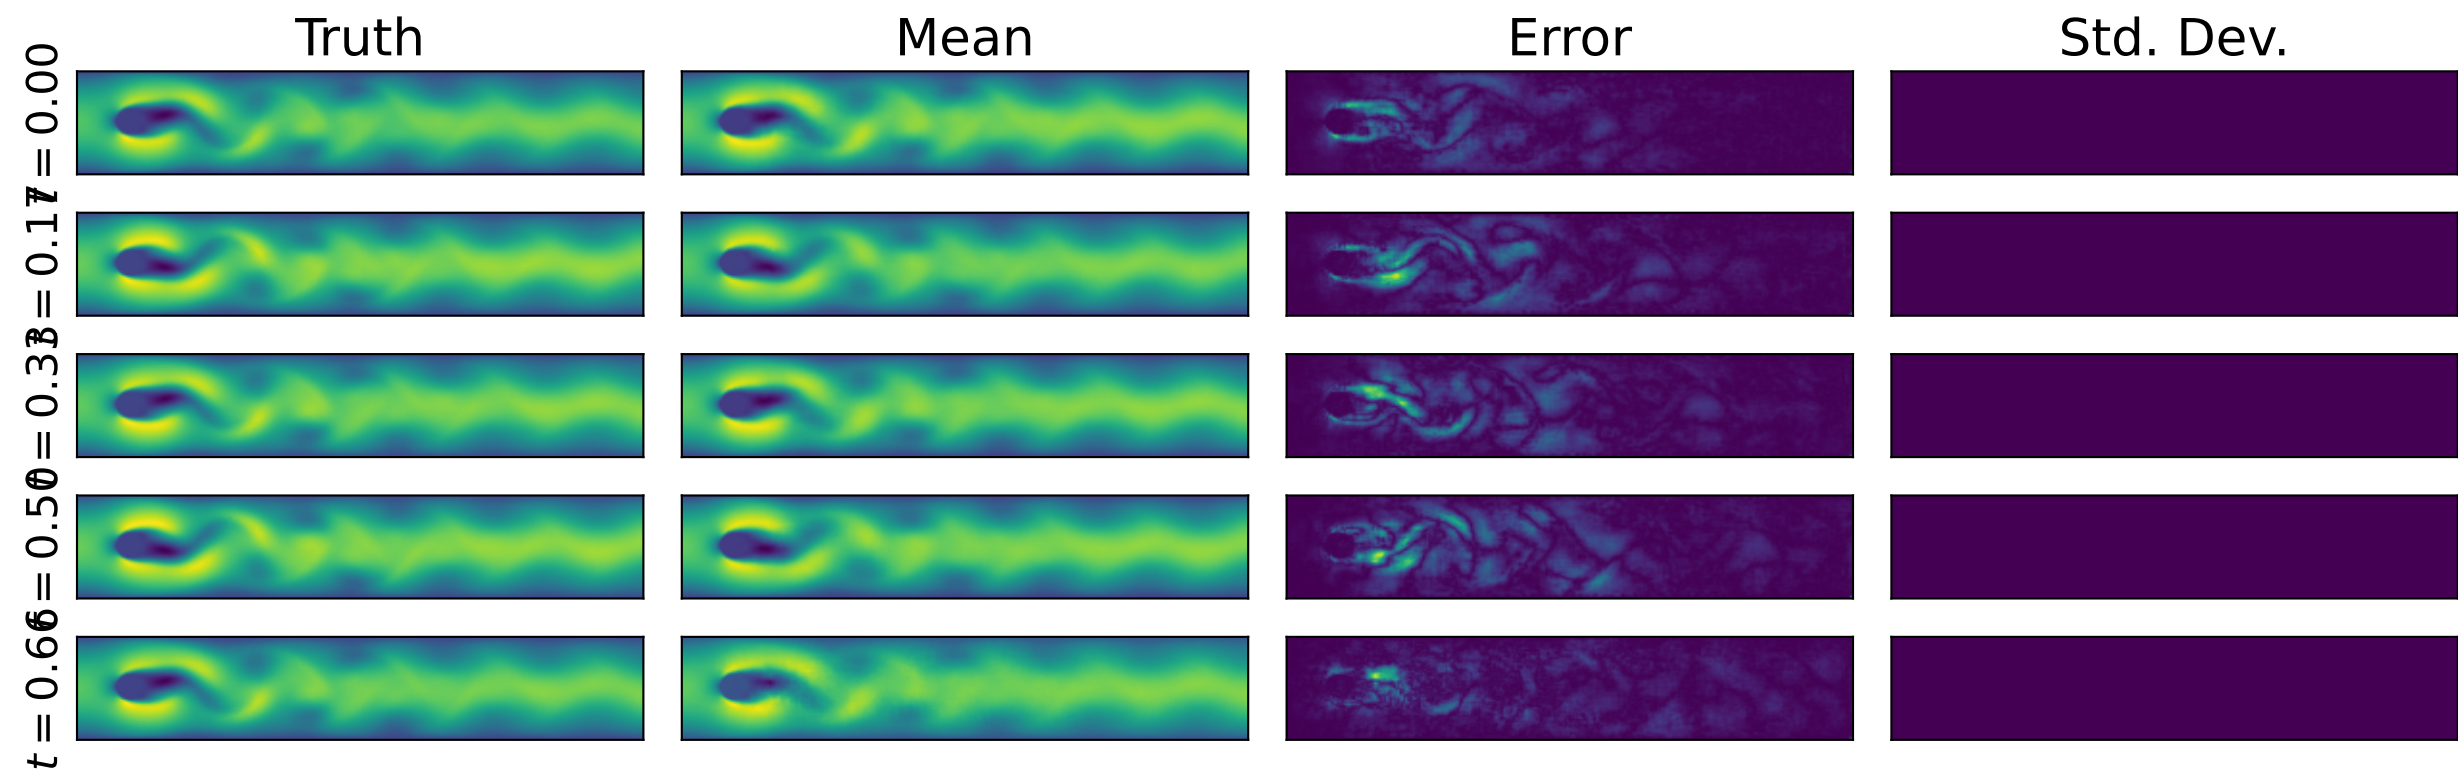 Truth Mean Error Std. Dev.
t = 0.00
t = 0.17
t = 0.33
t = 0.50
t = 0.66